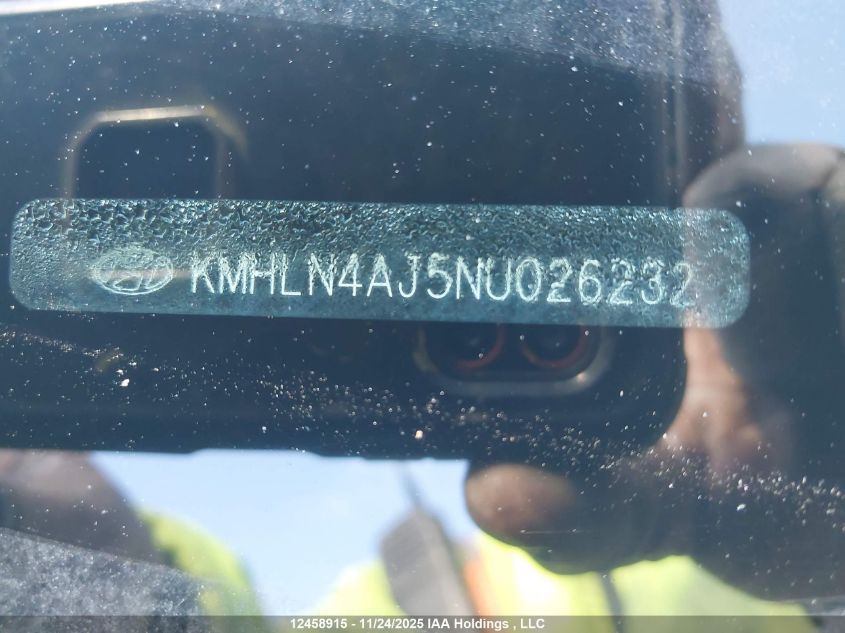 KMHLN4AJ5NU026232
12458915 - 11/24/2025 IAA Holdings , LLC